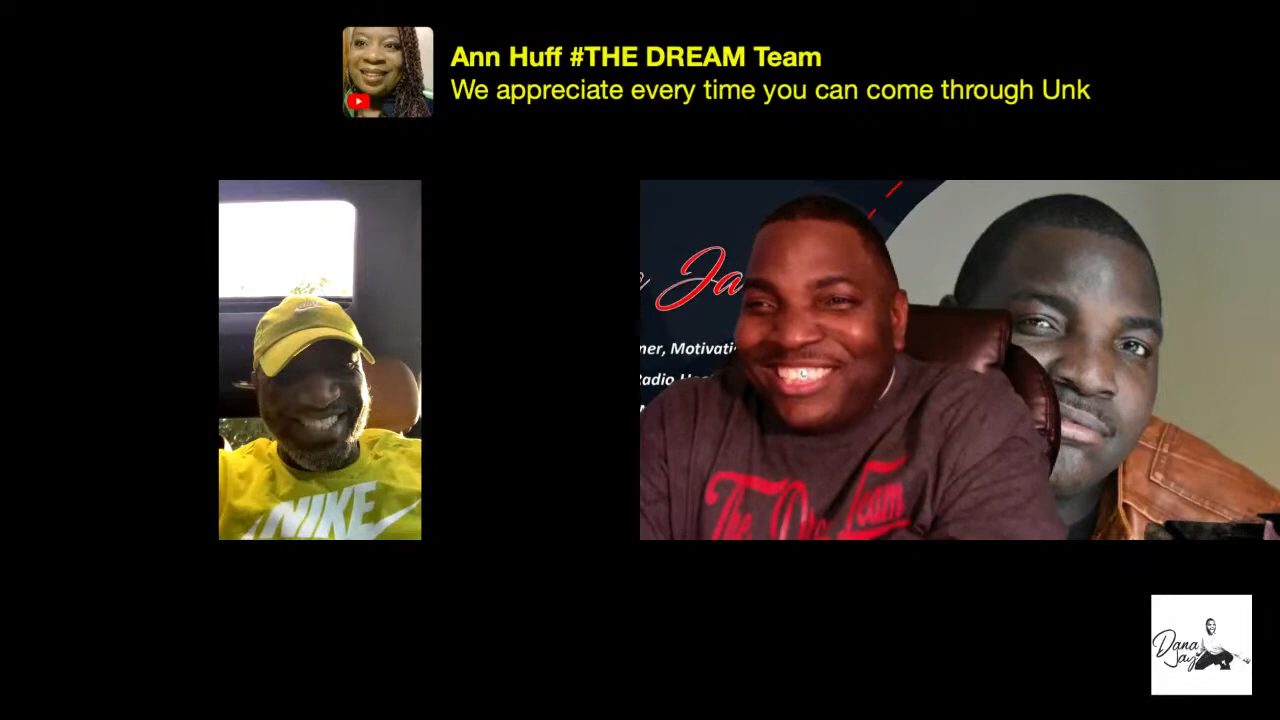 Ann Huff #THE DREAM Team
We appreciate every time you can come through Unk
Ja
ner, Motivati
Radio Hos
NIKE
The Team
Dana
Jay